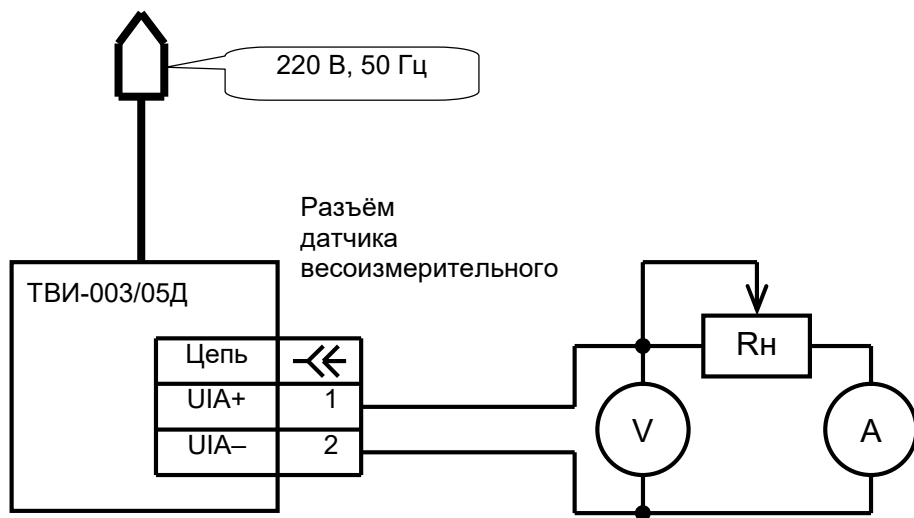 220 В, 50 Гц
Разъём
датчика
весоизмерительного
ТВИ-003/05Д
Цепь
UIA+ 1
UIA– 2
Rн
V
A